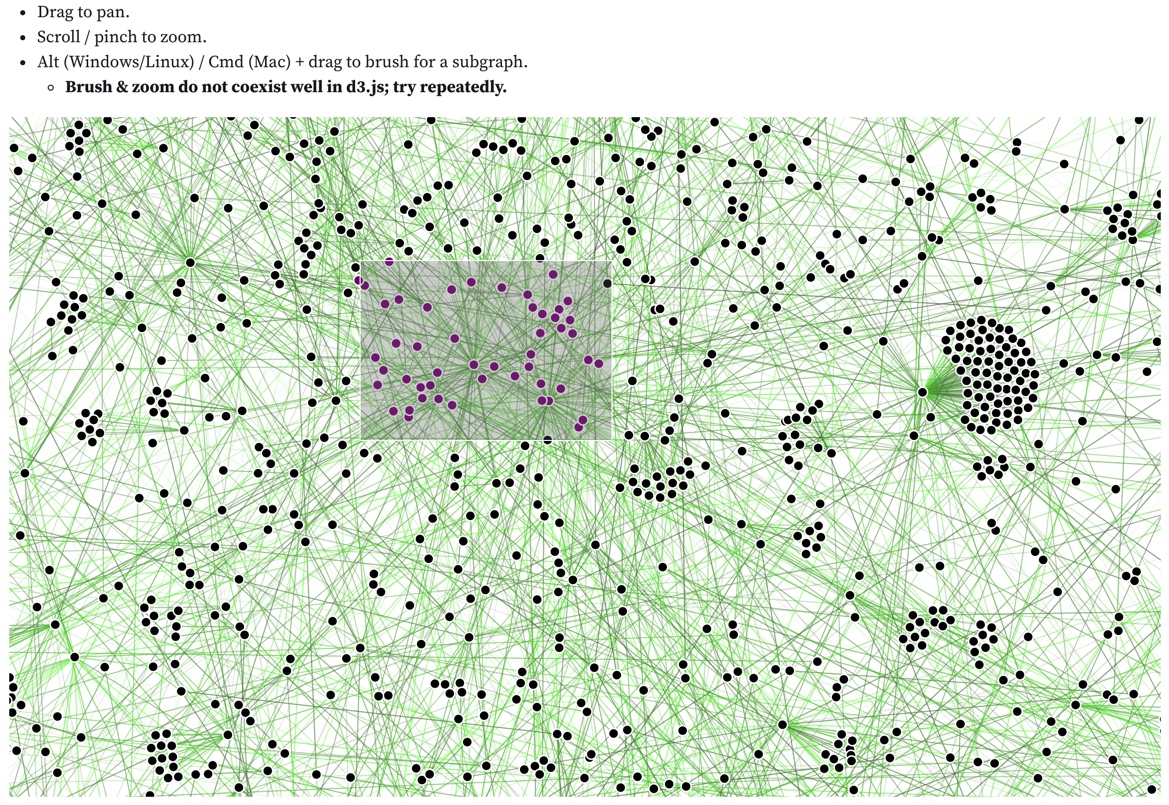 Drag to pan.
Scroll / pinch to zoom.
Alt (Windows/Linux) / Cmd (Mac) + drag to brush for a subgraph.
Brush & zoom do not coexist well in d3.js; try repeatedly.